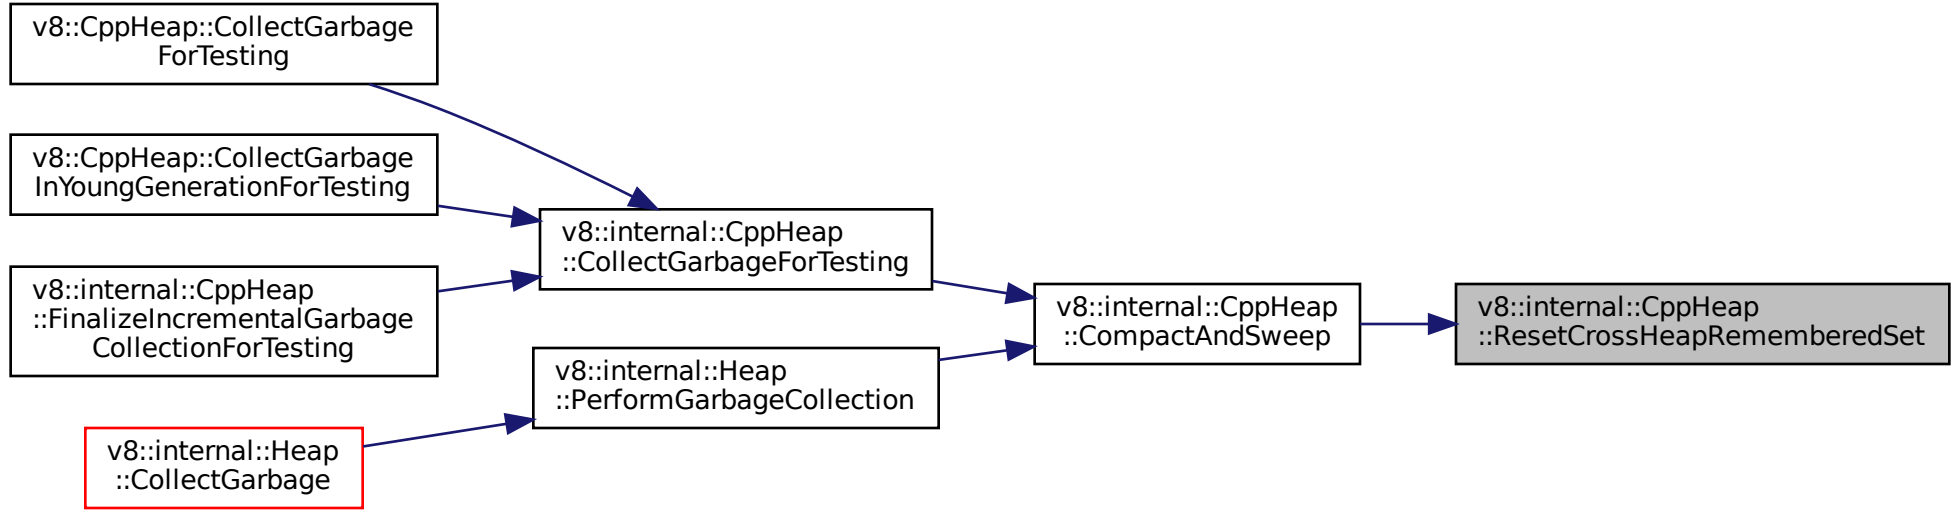 v8::CppHeap::CollectGarbage
ForTesting
v8::CppHeap::CollectGarbage
InYoungGenerationForTesting
v8::internal::CppHeap
::FinalizeIncrementalGarbage
CollectionForTesting
v8::internal::Heap
::CollectGarbage
v8::internal::CppHeap
::CollectGarbageForTesting
v8::internal::Heap
::PerformGarbageCollection
v8::internal::CppHeap
::CompactAndSweep
v8::internal::CppHeap
::ResetCrossHeapRememberedSet